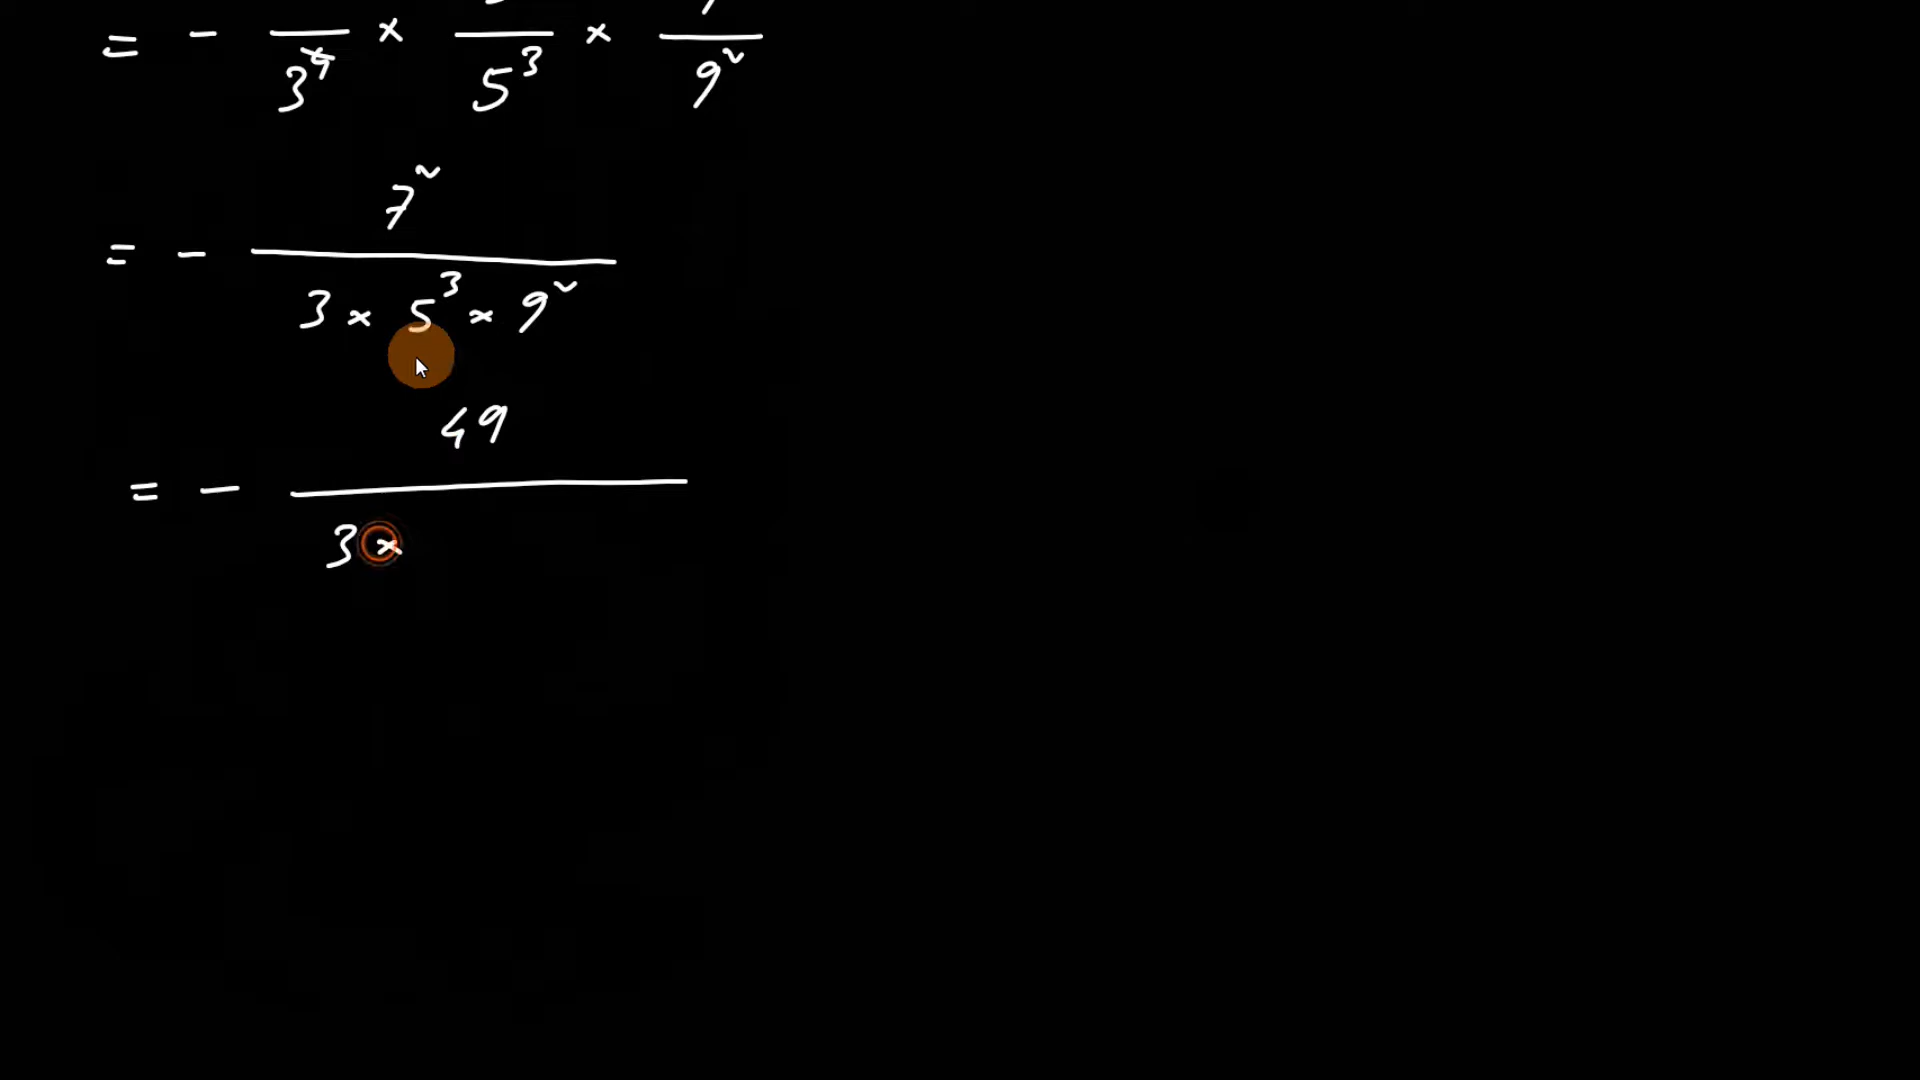 = - /3^4 × /5^3 × /9^2
= - 7^2/(3 × 5^3 × 9^2)
= - 49/(3 ×